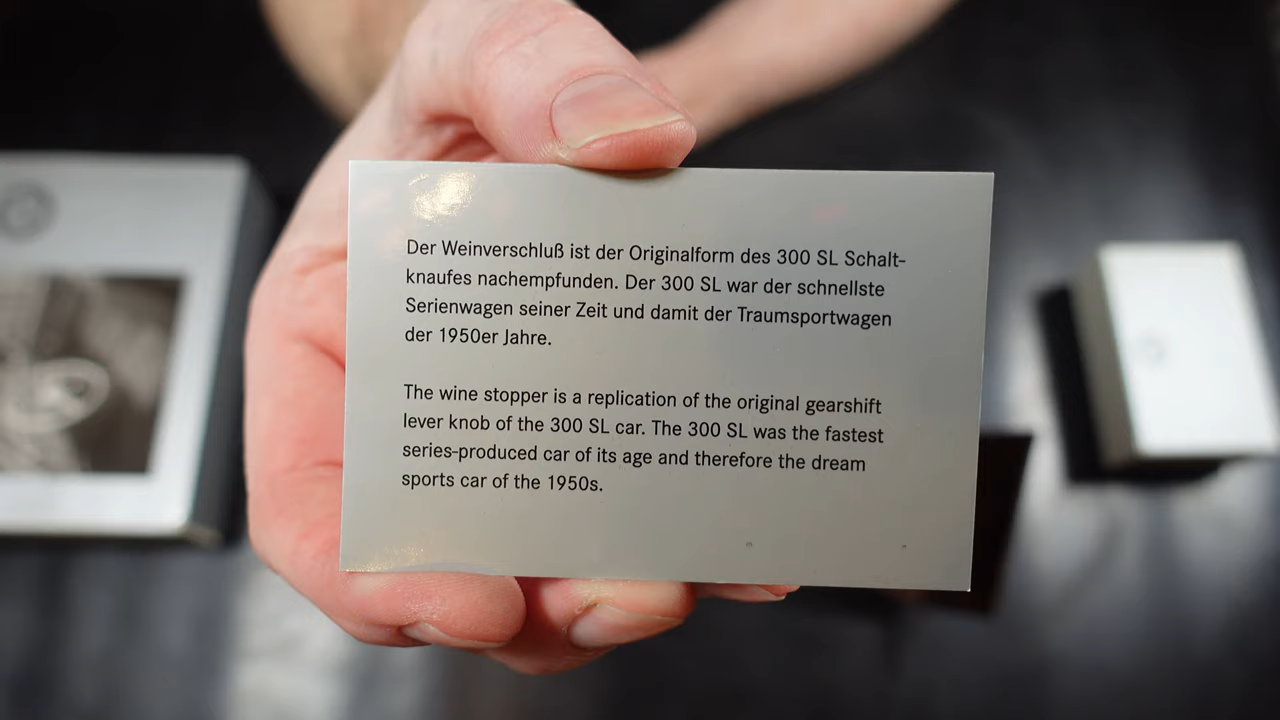 Der Weinverschluß ist der Originalform des 300 SL Schalt-
knaufes nachempfunden. Der 300 SL war der schnellste
Serienwagen seiner Zeit und damit der Traumsportwagen
der 1950er Jahre.
The wine stopper is a replication of the original gearshift
lever knob of the 300 SL car. The 300 SL was the fastest
series-produced car of its age and therefore the dream
sports car of the 1950s.